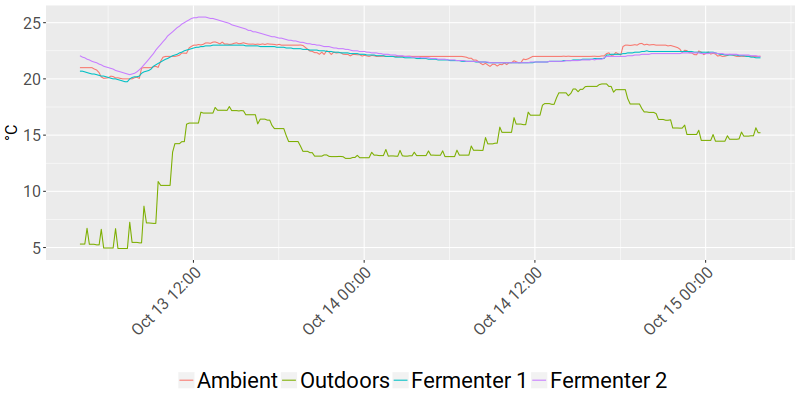 25
20
15
10
5
°C
Oct 13 12:00
Oct 14 00:00
Oct 14 12:00
Oct 15 00:00
Ambient Outdoors Fermenter 1 Fermenter 2